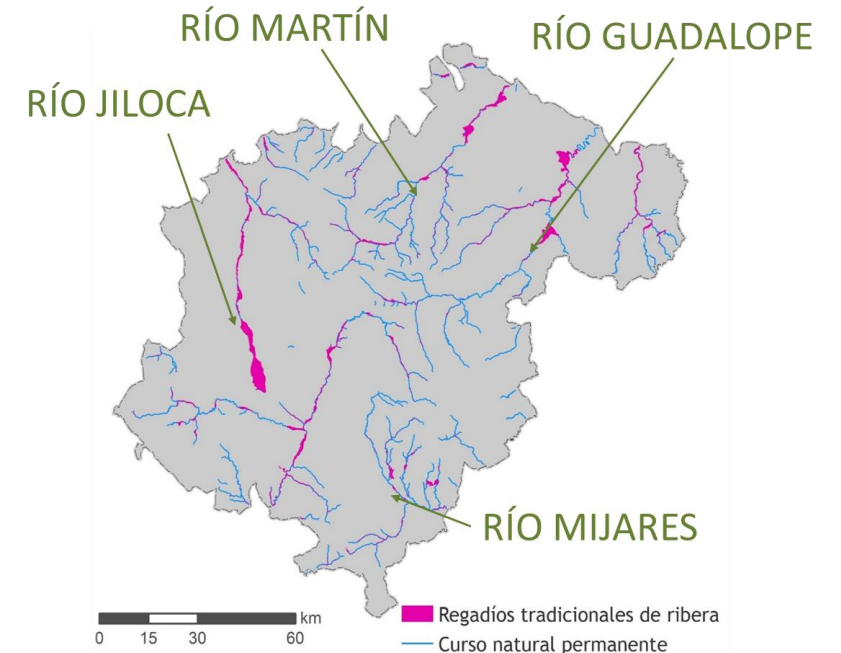 RÍO MARTÍN
RÍO GUADALOPE
RÍO JILOCA
RÍO MIJARES
km
0 15 30 60
Regadíos tradicionales de ribera
Curso natural permanente